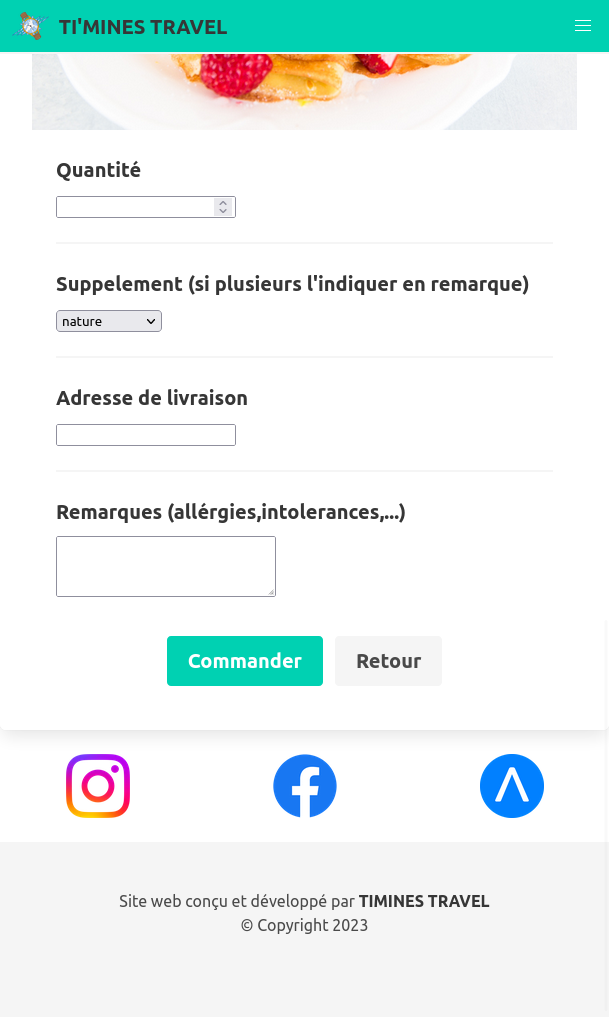 TI'MINES TRAVEL
Quantité
Suppelement (si plusieurs l'indiquer en remarque)
nature
Adresse de livraison
Remarques (allérgies,intolerances,...)
Commander
Retour
Site web conçu et développé par TIMINES TRAVEL
© Copyright 2023